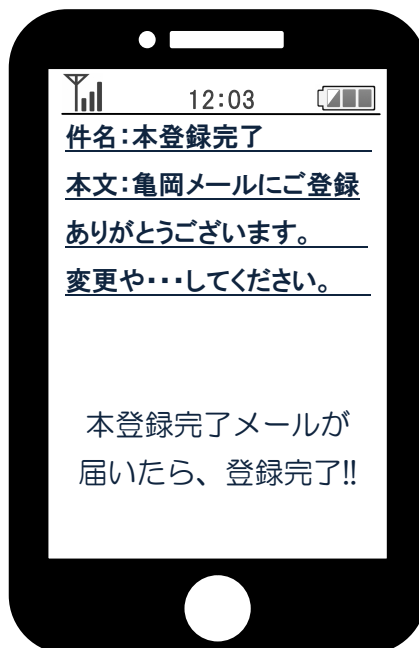 12:03
件名:本登録完了
本文:亀岡メールにご登録
ありがとうございます。
変更や・・・してください。
本登録完了メールが
届いたら、登録完了!!